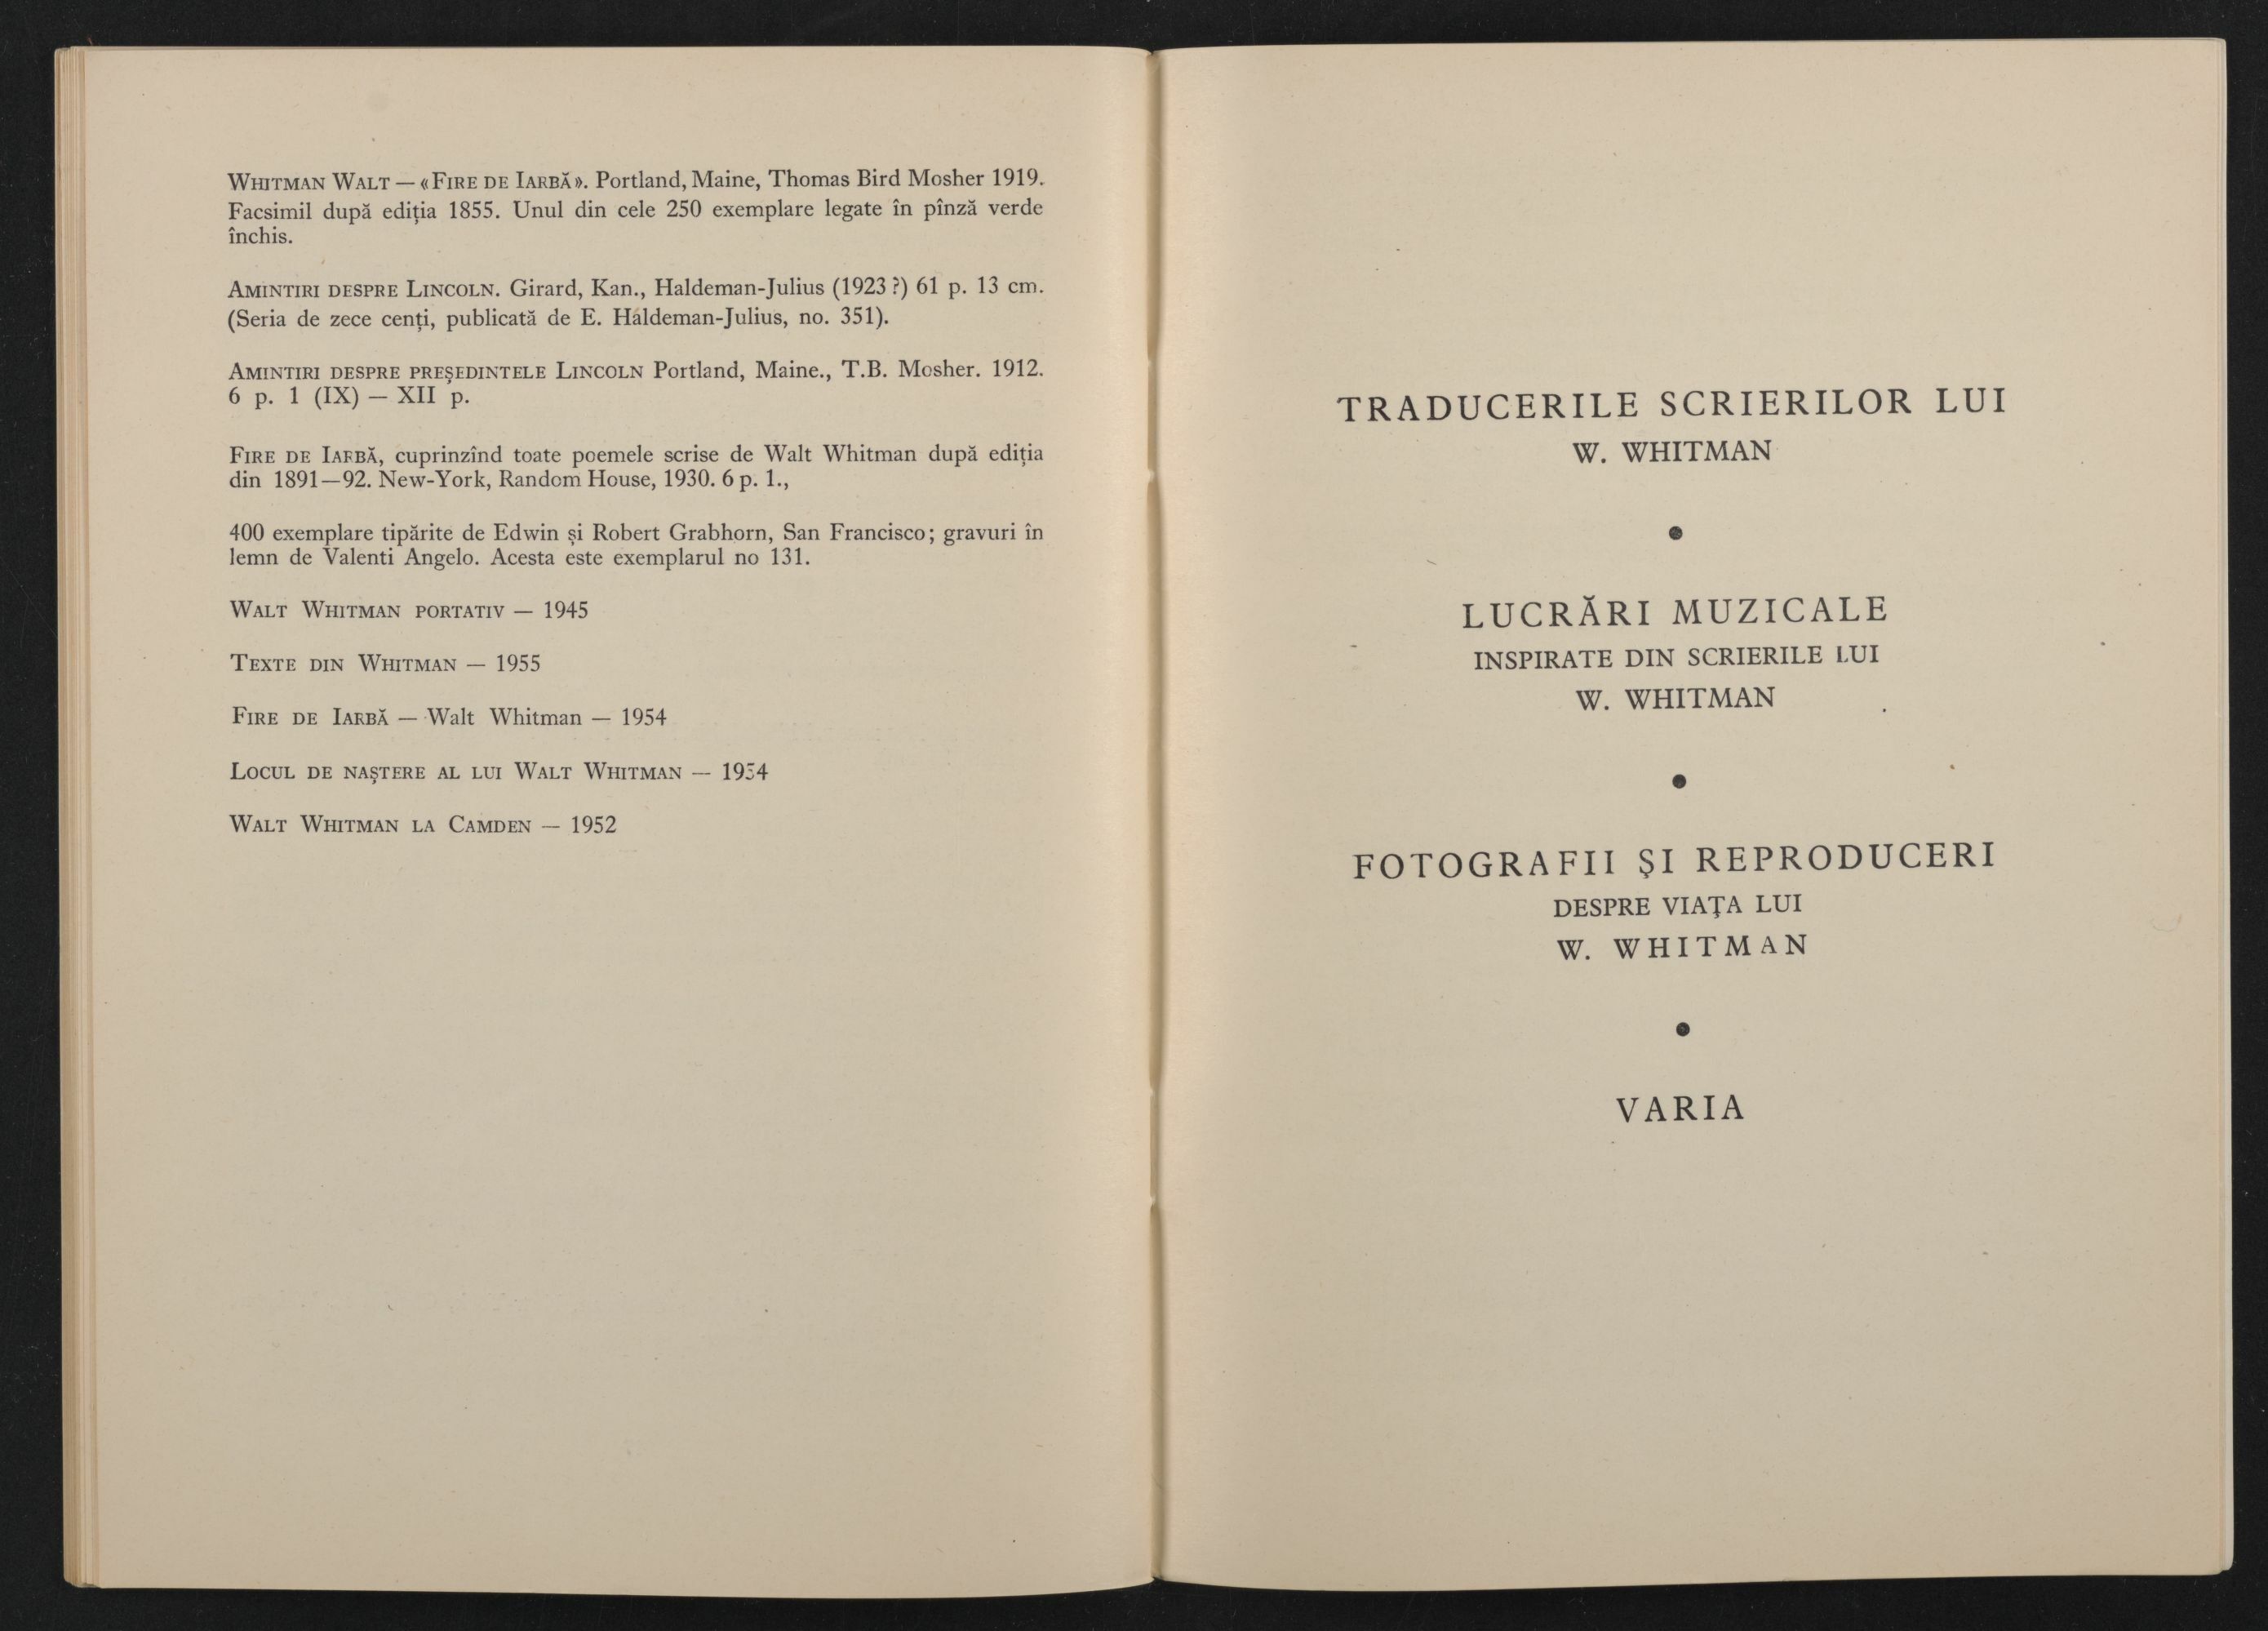 WHITMAN WALT — «FIRE DE IARBĂ». Portland, Maine, Thomas Bird Mosher 1919.
Facsimil după ediția 1855. Unul din cele 250 exemplare legate în pînză verde
închis.
AMINTIRI DESPRE LINCOLN. Girard, Kan., Haldeman-Julius (1923 ?) 61 p. 13 cm.
(Seria de zece cenți, publicată de E. Haldeman-Julius, no. 351).
AMINTIRI DESPRE PREȘEDINTELE LINCOLN Portland, Maine., T.B. Mosher. 1912.
6 p. 1 (IX) — XII p.
FIRE DE IARBĂ, cuprinzînd toate poemele scrise de Walt Whitman după ediția
din 1891—92. New-York, Random House, 1930. 6 p. 1.,
400 exemplare tipărite de Edwin și Robert Grabhorn, San Francisco; gravuri în
lemn de Valenti Angelo. Acesta este exemplarul no 131.
WALT WHITMAN PORTATIV — 1945
TEXTE DIN WHITMAN — 1955
FIRE DE IARBĂ — Walt Whitman — 1954
LOCUL DE NAȘTERE AL LUI WALT WHITMAN — 1954
WALT WHITMAN LA CAMDEN — 1952
TRADUCERILE SCRIERILOR LUI
W. WHITMAN
•
LUCRĂRI MUZICALE
INSPIRATE DIN SCRIERILE LUI
W. WHITMAN
•
FOTOGRAFII ȘI REPRODUCERI
DESPRE VIAȚA LUI
W. WHITMAN
•
VARIA